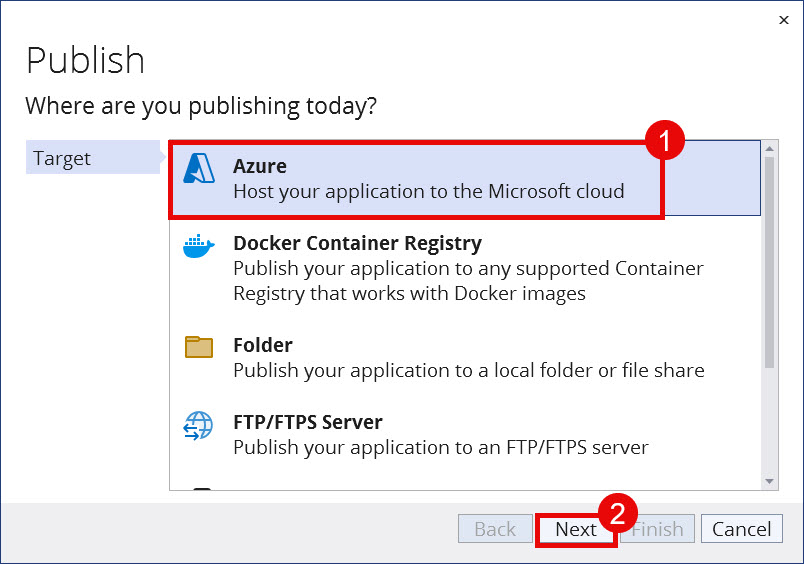 ×
Publish
Where are you publishing today?
Target
1
Azure
Host your application to the Microsoft cloud
Docker Container Registry
Publish your application to any supported Container
Registry that works with Docker images
Folder
Publish your application to a local folder or file share
FTP/FTPS Server
Publish your application to an FTP/FTPS server
2
Back Next Finish Cancel